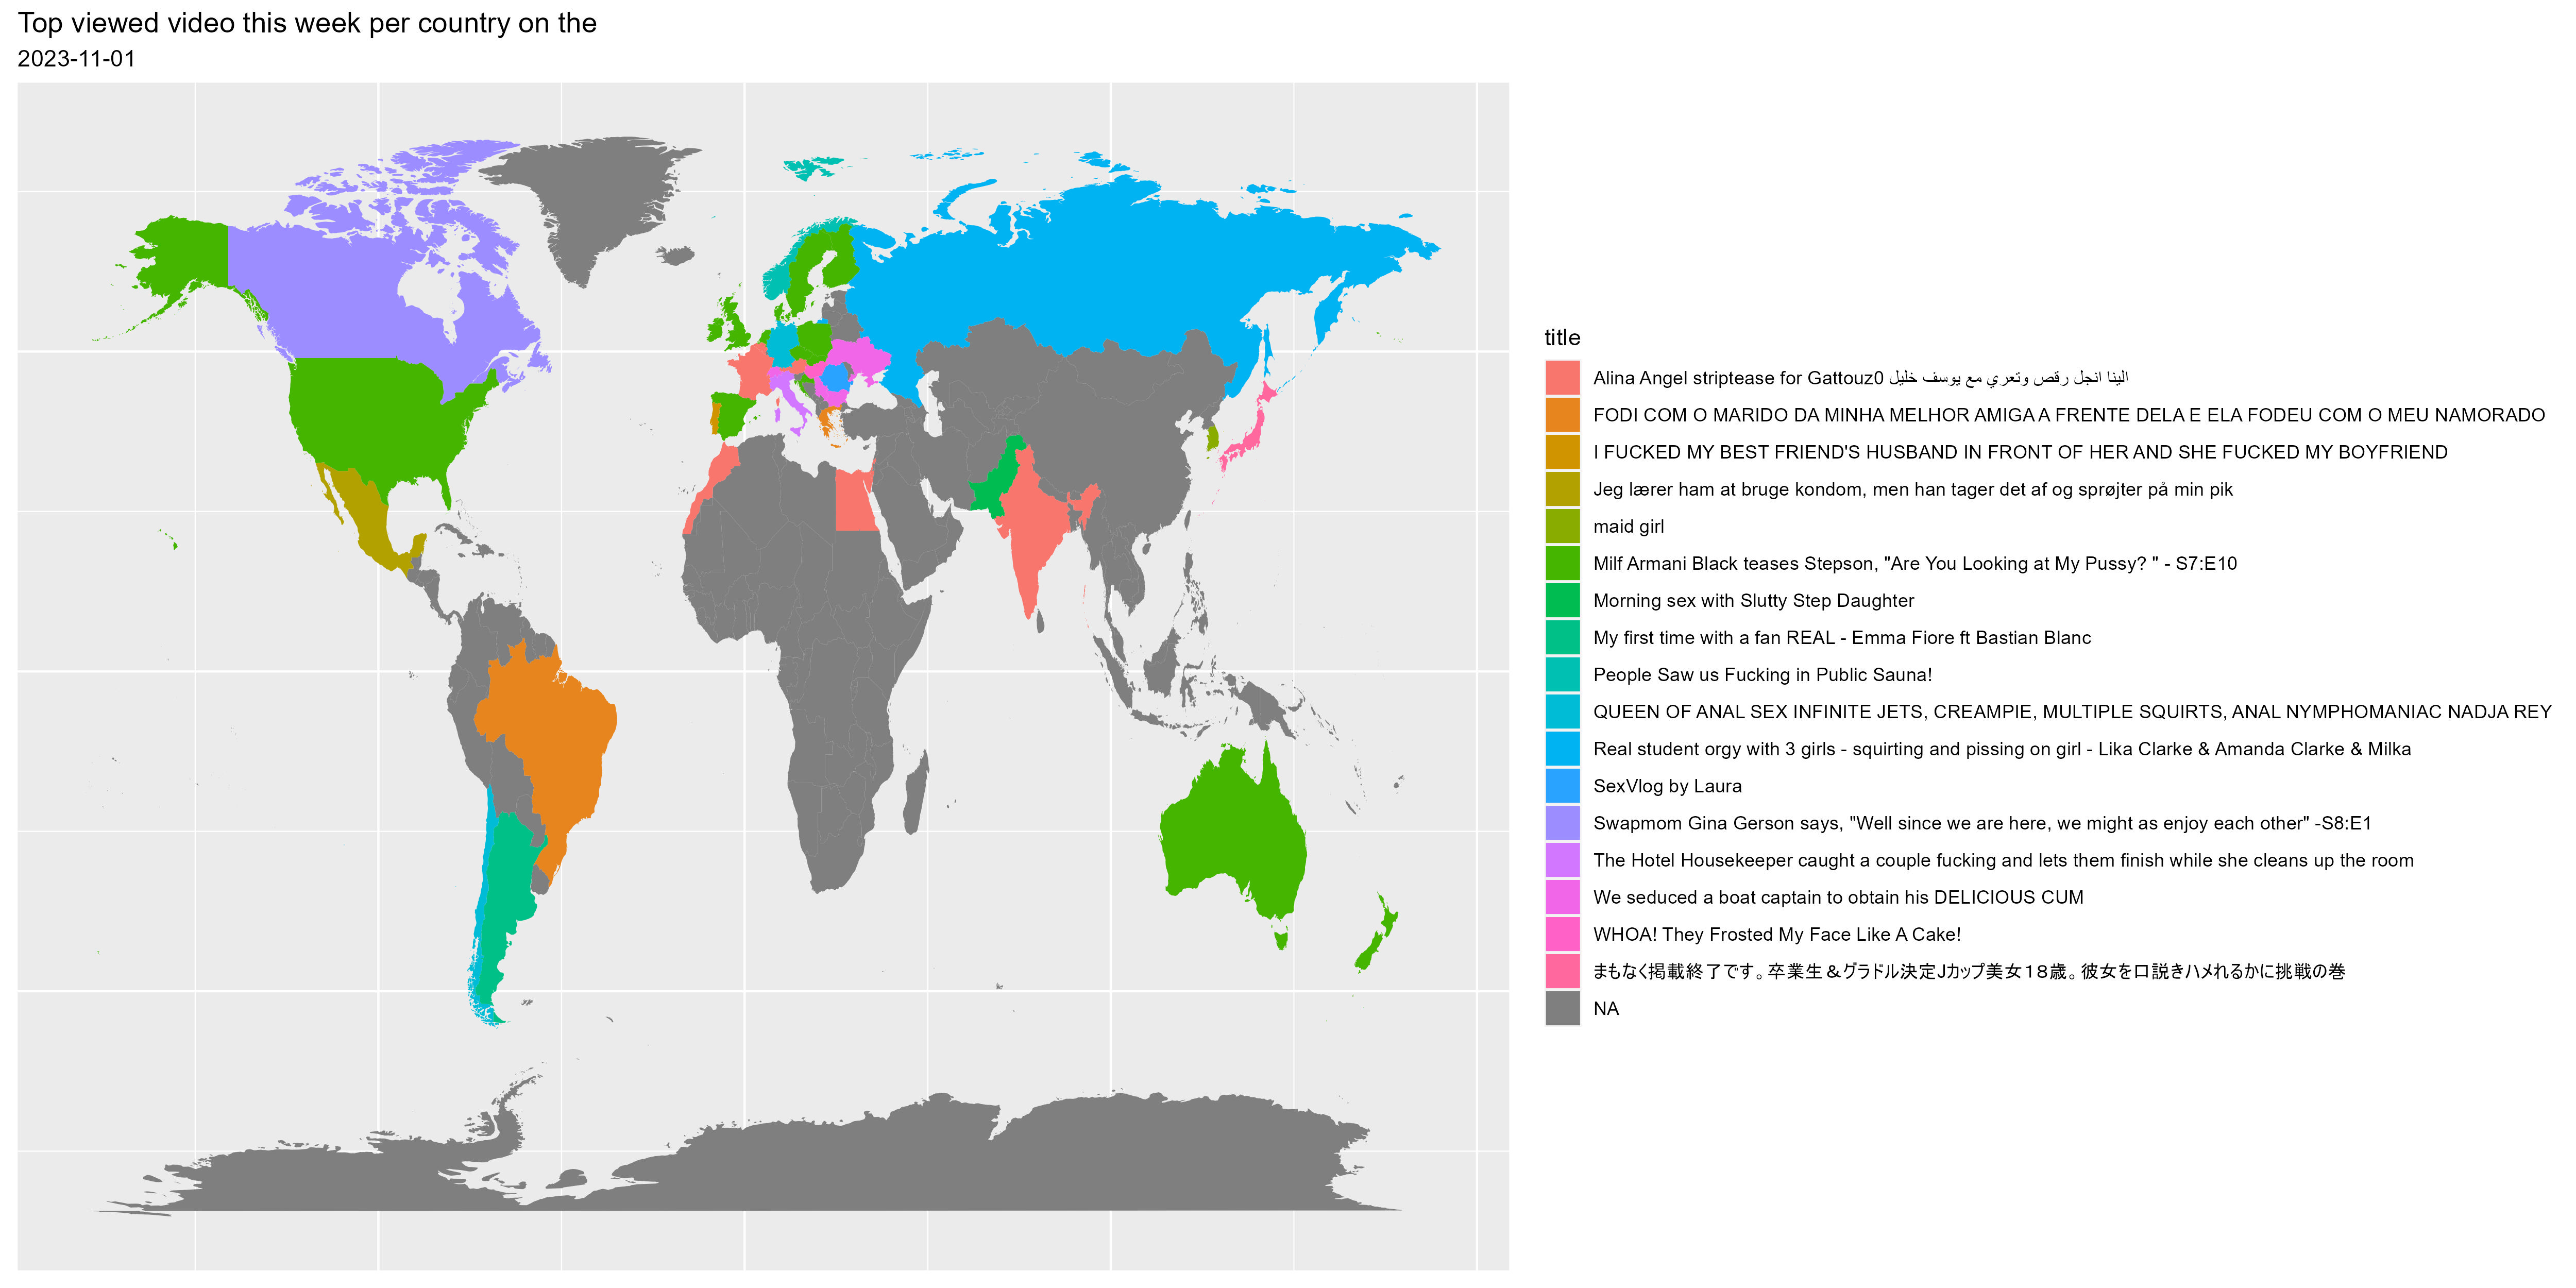 Top viewed video this week per country on the
2023-11-01
title
Alina Angel striptease for Gattouz0 الينا انجل رقص وتعري مع يوسف خليل
FODI COM O MARIDO DA MINHA MELHOR AMIGA A FRENTE DELA E ELA FODEU COM O MEU NAMORADO
I FUCKED MY BEST FRIEND'S HUSBAND IN FRONT OF HER AND SHE FUCKED MY BOYFRIEND
Jeg lærer ham at bruge kondom, men han tager det af og sprøjter på min pik
maid girl
Milf Armani Black teases Stepson, "Are You Looking at My Pussy? " - S7:E10
Morning sex with Slutty Step Daughter
My first time with a fan REAL - Emma Fiore ft Bastian Blanc
People Saw us Fucking in Public Sauna!
QUEEN OF ANAL SEX INFINITE JETS, CREAMPIE, MULTIPLE SQUIRTS, ANAL NYMPHOMANIAC NADJA REY
Real student orgy with 3 girls - squirting and pissing on girl - Lika Clarke & Amanda Clarke & Milka
SexVlog by Laura
Swapmom Gina Gerson says, "Well since we are here, we might as enjoy each other" -S8:E1
The Hotel Housekeeper caught a couple fucking and lets them finish while she cleans up the room
We seduced a boat captain to obtain his DELICIOUS CUM
WHOA! They Frosted My Face Like A Cake!
まもなく掲載終了です。卒業生＆グラドル決定Jカップ美女１８歳。彼女を口説きハメれるかに挑戦の巻
NA